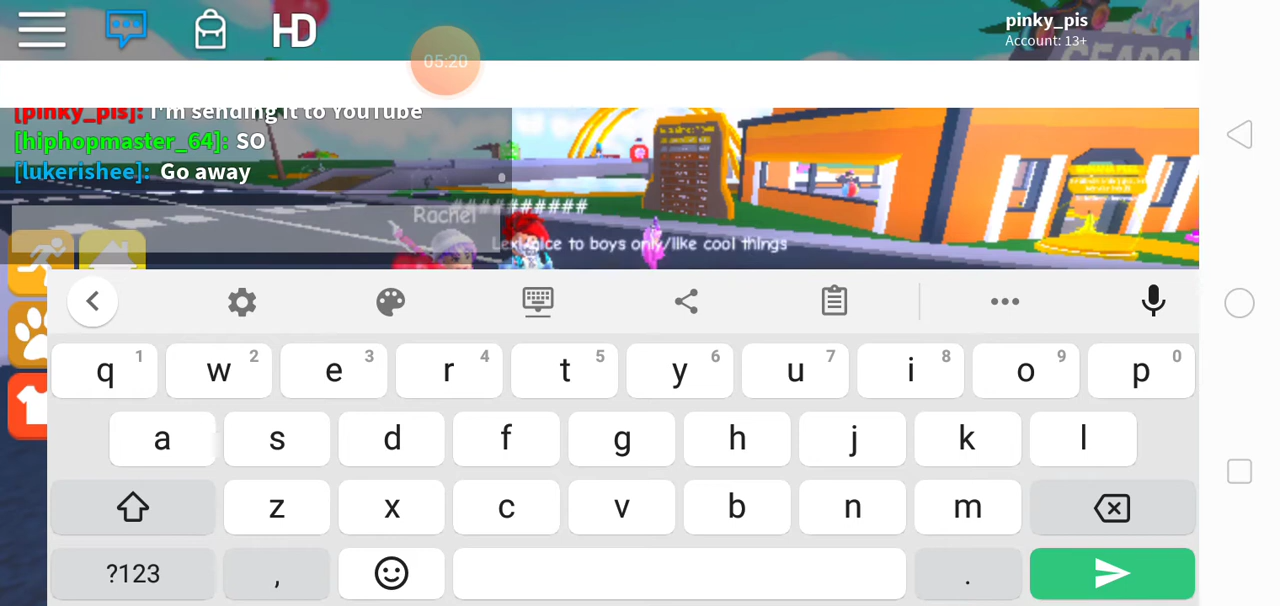 HD
pinky_pis
Account: 13+
05:20
[pinky_pis]: I'm sending it to YouTube
[hiphopmaster_64]: SO
[lukerishee]: Go away
Rachel
##########
Lexi nice to boys only/like cool things
q 1 w 2 e 3 r 4 t 5 y 6 u 7 i 8 o 9 p 0
a s d f g h j k l
z x c v b n m
?123 , .